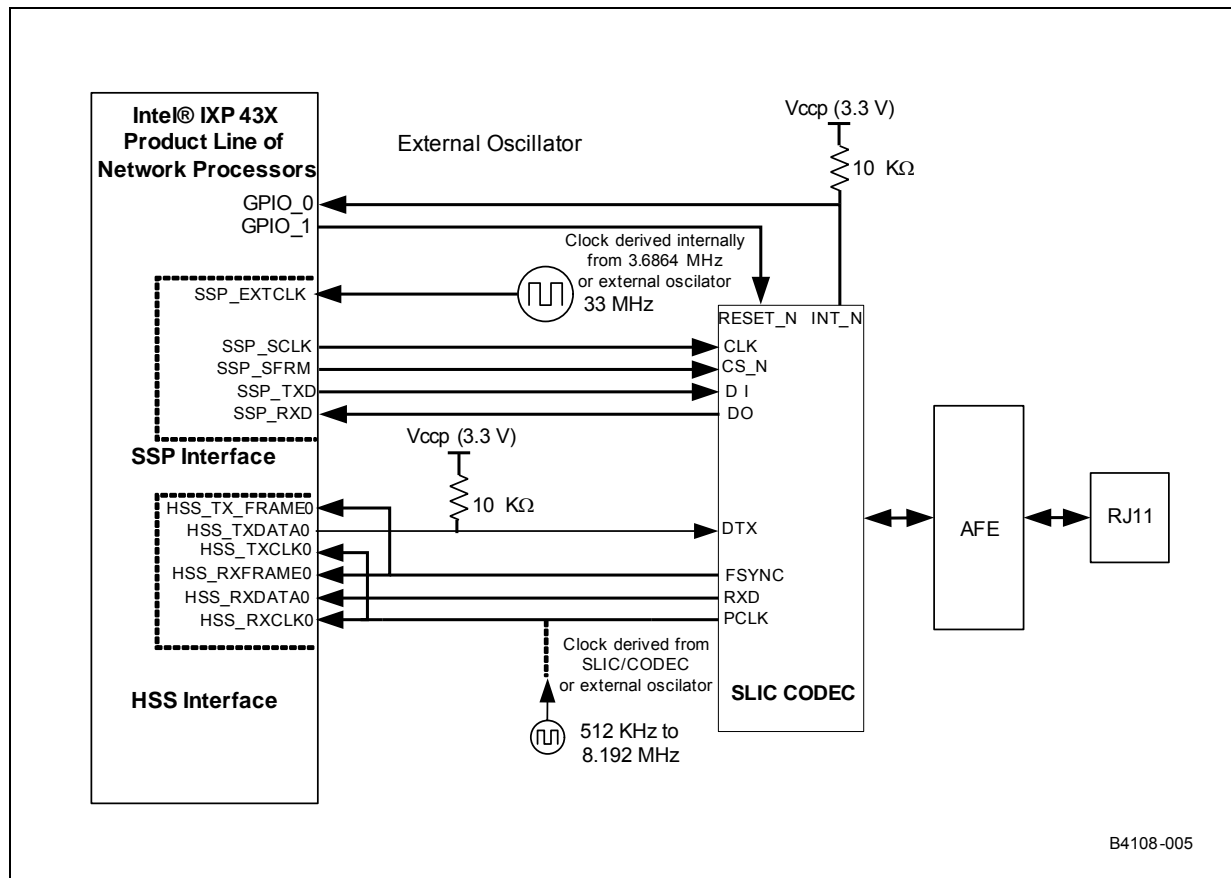 Intel® IXP 43X
Product Line of
Network Processors
External Oscillator
Vccp (3.3 V)
10 KΩ
GPIO_0
GPIO_1
Clock derived internally
from 3.6864 MHz
or external oscilator
33 MHz
SSP_EXTCLK
SSP_SCLK
SSP_SFRM
SSP_TXD
SSP_RXD
SSP Interface
RESET_N INT_N
CLK
CS_N
D I
DO
Vccp (3.3 V)
10 KΩ
HSS_TX_FRAME0
HSS_TXDATA0
HSS_TXCLK0
HSS_RXFRAME0
HSS_RXDATA0
HSS_RXCLK0
HSS Interface
DTX
FSYNC
RXD
PCLK
Clock derived from
SLIC/CODEC
or external oscilator
512 KHz to
8.192 MHz
SLIC CODEC
AFE
RJ11
B4108-005